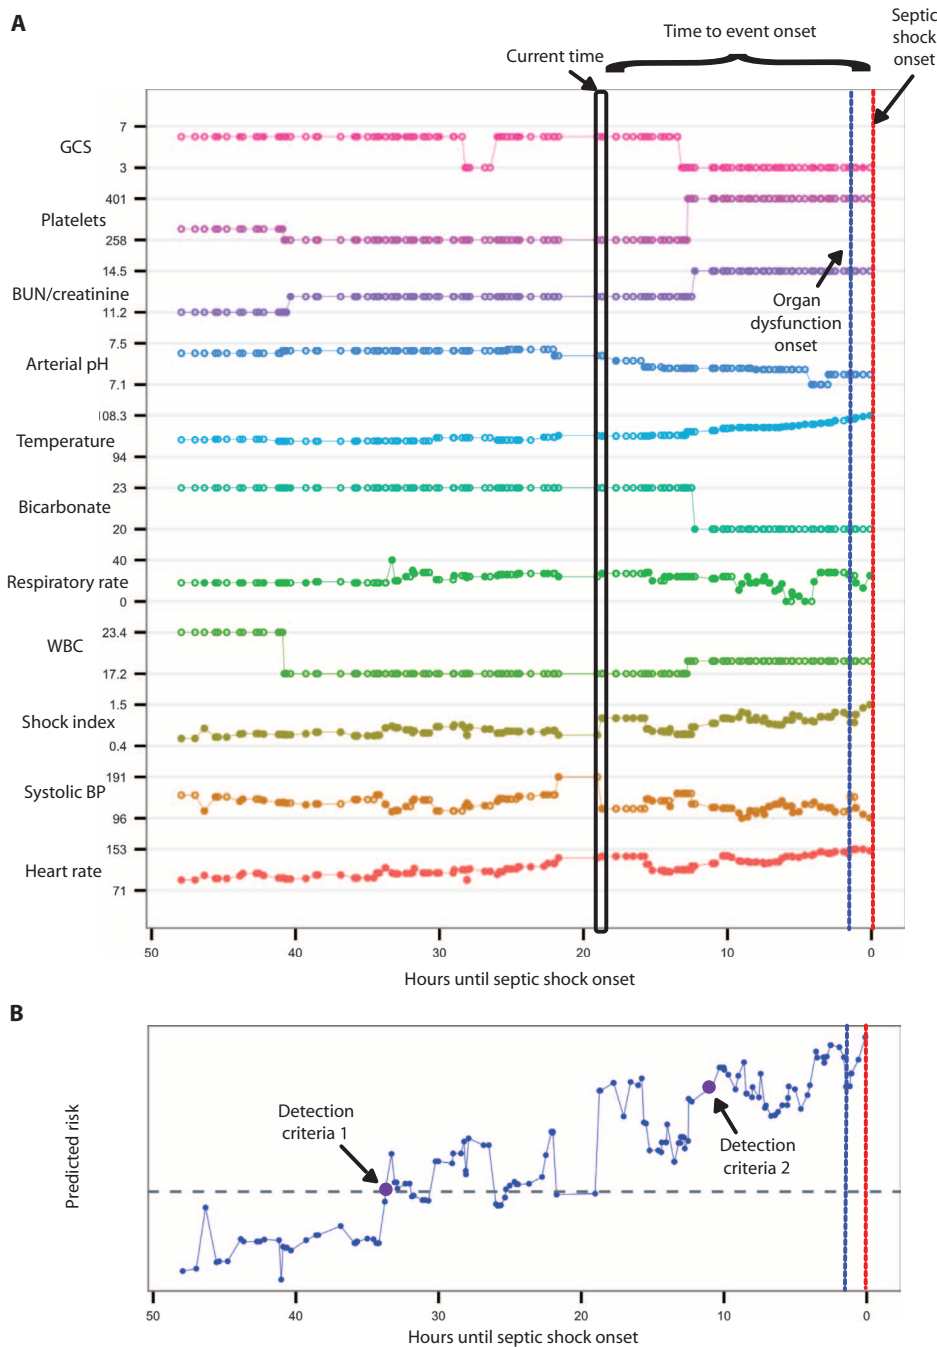 A
Septic
shock
onset
Time to event onset
Current time
7
GCS
3
401
Platelets
258
14.5
BUN/creatinine
11.2
Organ
dysfunction
onset
7.5
Arterial pH
7.1
108.3
Temperature
94
23
Bicarbonate
20
40
Respiratory rate
0
23.4
WBC
17.2
1.5
Shock index
0.4
191
Systolic BP
96
153
Heart rate
71
50 40 30 20 10 0
Hours until septic shock onset
B
Predicted risk
Detection
criteria 1
Detection
criteria 2
50 40 30 20 10 0
Hours until septic shock onset